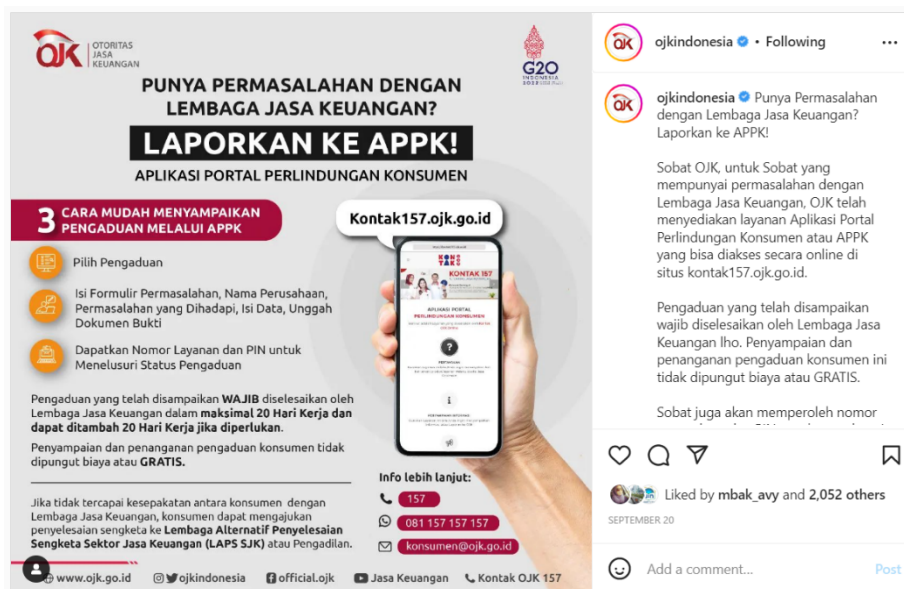 OJK OTORITAS
JASA
KEUANGAN
G20
INDONESIA
2022
PUNYA PERMASALAHAN DENGAN
LEMBAGA JASA KEUANGAN?
LAPORKAN KE APPK!
APLIKASI PORTAL PERLINDUNGAN KONSUMEN
3 CARA MUDAH MENYAMPAIKAN
PENGADUAN MELALUI APPK
Pilih Pengaduan
Isi Formulir Permasalahan, Nama Perusahaan,
Permasalahan yang Dihadapi, Isi Data, Unggah
Dokumen Bukti
Dapatkan Nomor Layanan dan PIN untuk
Menelusuri Status Pengaduan
Kontak157.ojk.go.id
KONTAK 157
APLIKASI PORTAL
PERLINDUNGAN KONSUMEN
?
i
Pengaduan yang telah disampaikan WAJIB diselesaikan oleh
Lembaga Jasa Keuangan dalam maksimal 20 Hari Kerja dan
dapat ditambah 20 Hari Kerja jika diperlukan.
Penyampaian dan penanganan pengaduan konsumen tidak
dipungut biaya atau GRATIS.
Jika tidak tercapai kesepakatan antara konsumen dengan
Lembaga Jasa Keuangan, konsumen dapat mengajukan
penyelesaian sengketa ke Lembaga Alternatif Penyelesaian
Sengketa Sektor Jasa Keuangan (LAPS SJK) atau Pengadilan.
Info lebih lanjut:
157
081 157 157 157
konsumen@ojk.go.id
www.ojk.go.id ojkindonesia official.ojk Jasa Keuangan Kontak OJK 157
ojkindonesia • Following
ojkindonesia Punya Permasalahan
dengan Lembaga Jasa Keuangan?
Laporkan ke APPK!
Sobat OJK, untuk Sobat yang
mempunyai permasalahan dengan
Lembaga Jasa Keuangan, OJK telah
menyediakan layanan Aplikasi Portal
Perlindungan Konsumen atau APPK
yang bisa diakses secara online di
situs kontak157.ojk.go.id.
Pengaduan yang telah disampaikan
wajib diselesaikan oleh Lembaga Jasa
Keuangan lho. Penyampaian dan
penanganan pengaduan konsumen ini
tidak dipungut biaya atau GRATIS.
Sobat juga akan memperoleh nomor
Liked by mbak_avy and 2,052 others
SEPTEMBER 20
Add a comment...
Post